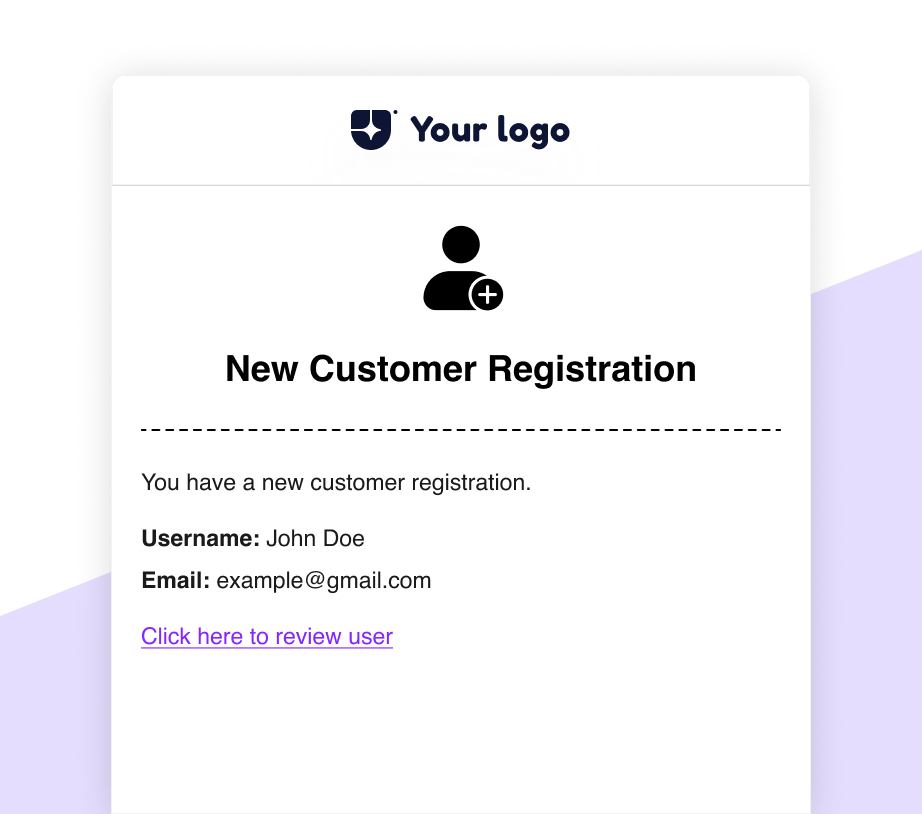 Your logo
New Customer Registration
You have a new customer registration.
Username: John Doe
Email: example@gmail.com
Click here to review user